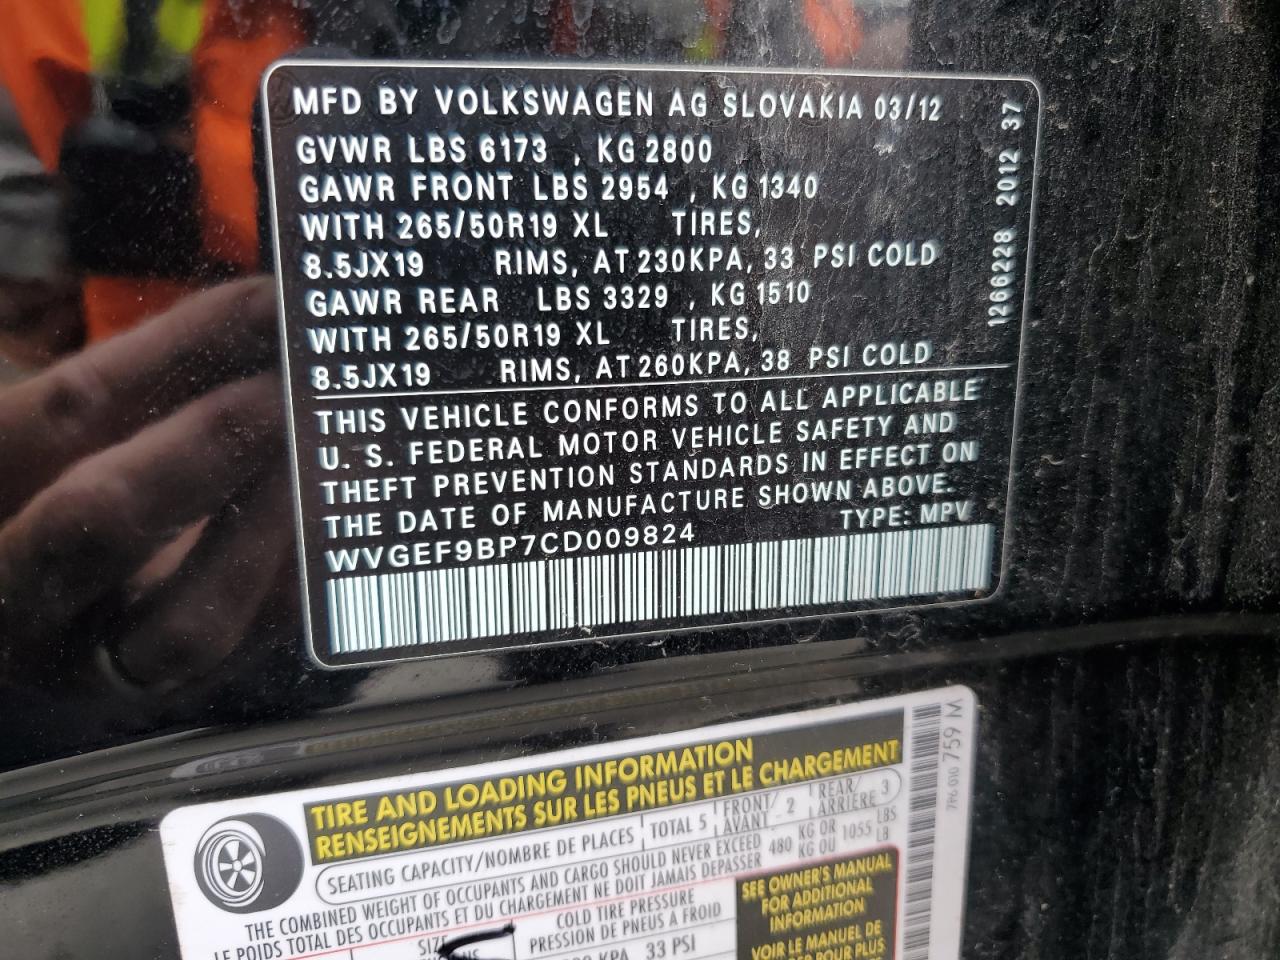 MFD BY VOLKSWAGEN AG SLOVAKIA 03/12
GVWR LBS 6173 , KG 2800
GAWR FRONT LBS 2954 , KG 1340
WITH 265/50R19 XL TIRES,
8.5JX19 RIMS, AT 230KPA, 33 PSI COLD
GAWR REAR LBS 3329 , KG 1510
WITH 265/50R19 XL TIRES,
8.5JX19 RIMS, AT 260KPA, 38 PSI COLD
THIS VEHICLE CONFORMS TO ALL APPLICABLE
U. S. FEDERAL MOTOR VEHICLE SAFETY AND
THEFT PREVENTION STANDARDS IN EFFECT ON
THE DATE OF MANUFACTURE SHOWN ABOVE.
WVGEF9BP7CD009824 TYPE: MPV
1266228 2012 37
TIRE AND LOADING INFORMATION
RENSEIGNEMENTS SUR LES PNEUS ET LE CHARGEMENT
SEATING CAPACITY/NOMBRE DE PLACES TOTAL 5 FRONT/ AVANT 2 REAR/ ARRIÈRE 3
THE COMBINED WEIGHT OF OCCUPANTS AND CARGO SHOULD NEVER EXCEED 480 KG OR 1055 LBS
LE POIDS TOTAL DES OCCUPANTS ET DU CHARGEMENT NE DOIT JAMAIS DEPASSER KG OU LB
COLD TIRE PRESSURE
PRESSION DE PNEUS A FROID
KPA 33 PSI
SEE OWNER'S MANUAL
FOR ADDITIONAL
INFORMATION
VOIR LE MANUEL DE
POUR PLUS
7P6 010 759 M